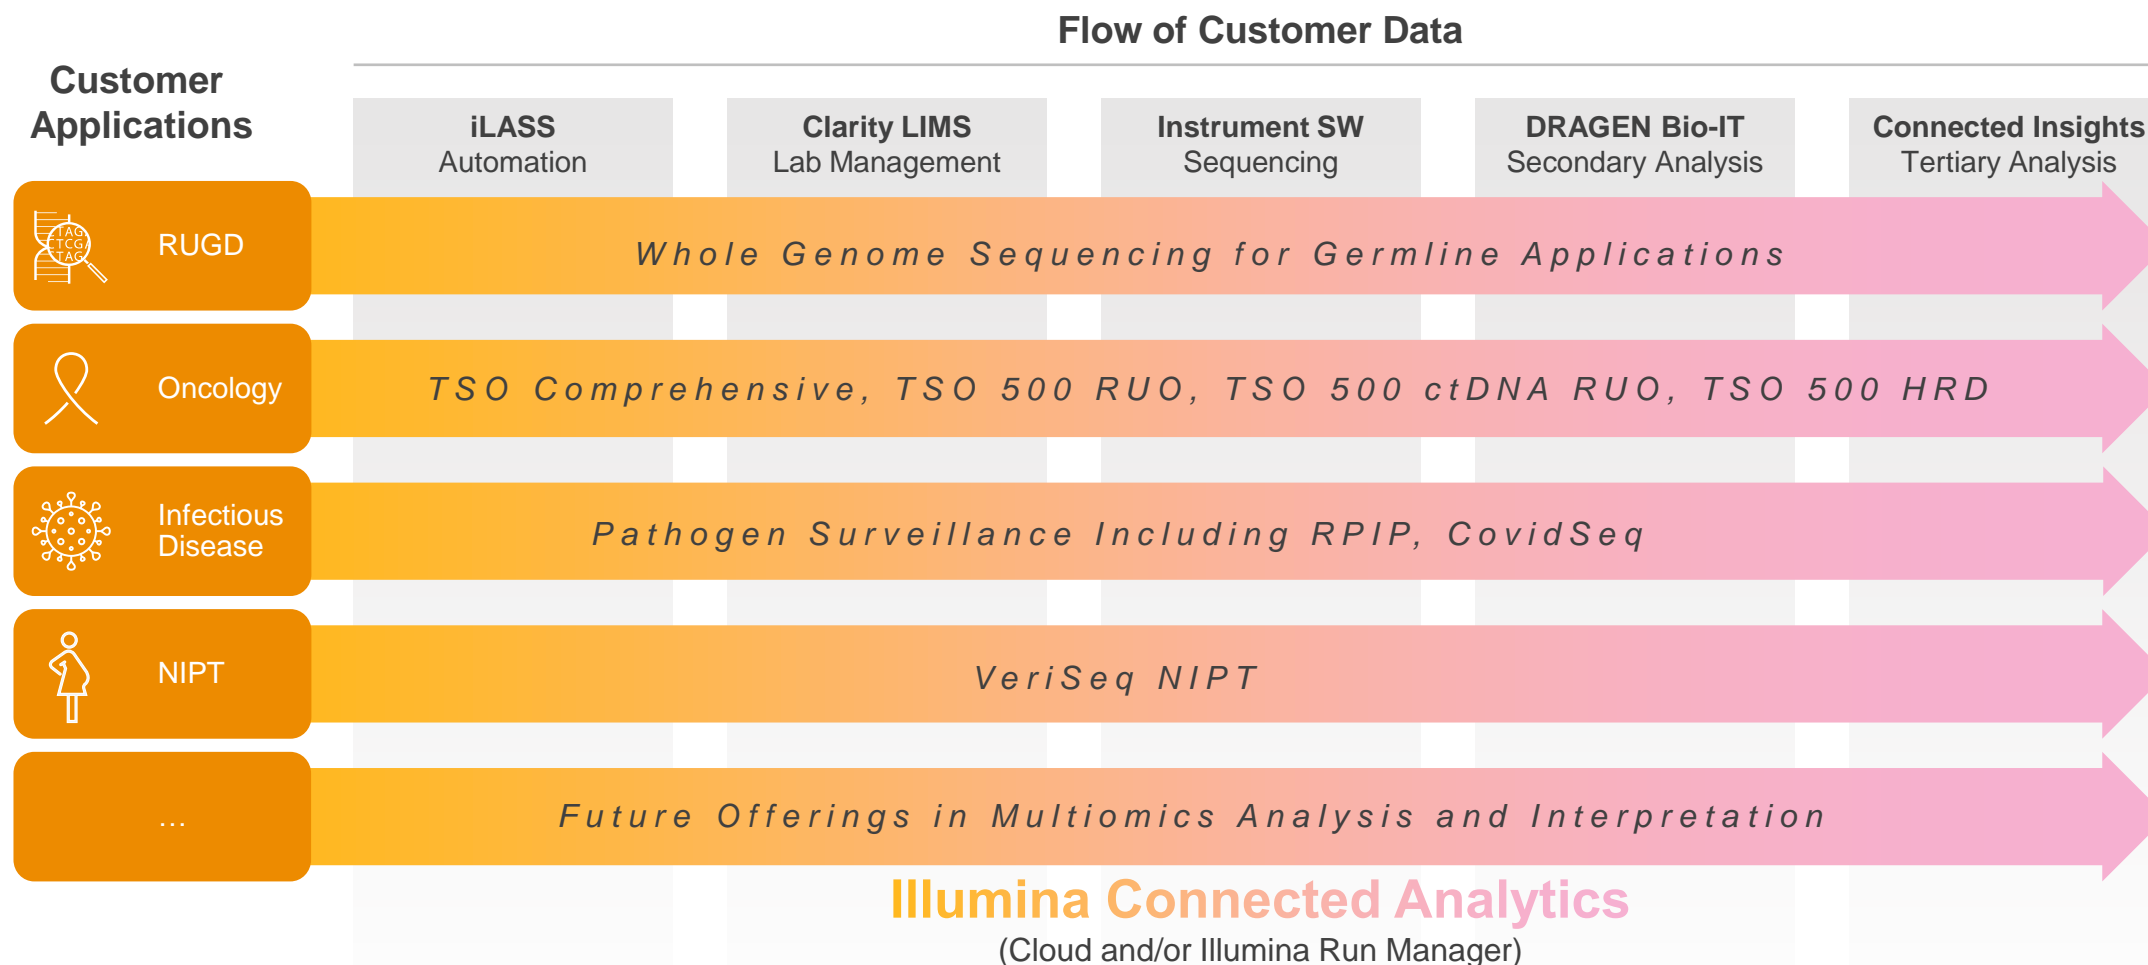 Flow of Customer Data
Customer
Applications
iLASS
Automation
Clarity LIMS
Lab Management
Instrument SW
Sequencing
DRAGEN Bio-IT
Secondary Analysis
Connected Insights
Tertiary Analysis
TAG
CTCGA
TAG
RUGD
Whole Genome Sequencing for Germline Applications
Oncology
TSO Comprehensive, TSO 500 RUO, TSO 500 ctDNA RUO, TSO 500 HRD
Infectious
Disease
Pathogen Surveillance Including RPIP, CovidSeq
NIPT
VeriSeq NIPT
...
Future Offerings in Multiomics Analysis and Interpretation
Illumina Connected Analytics
(Cloud and/or Illumina Run Manager)